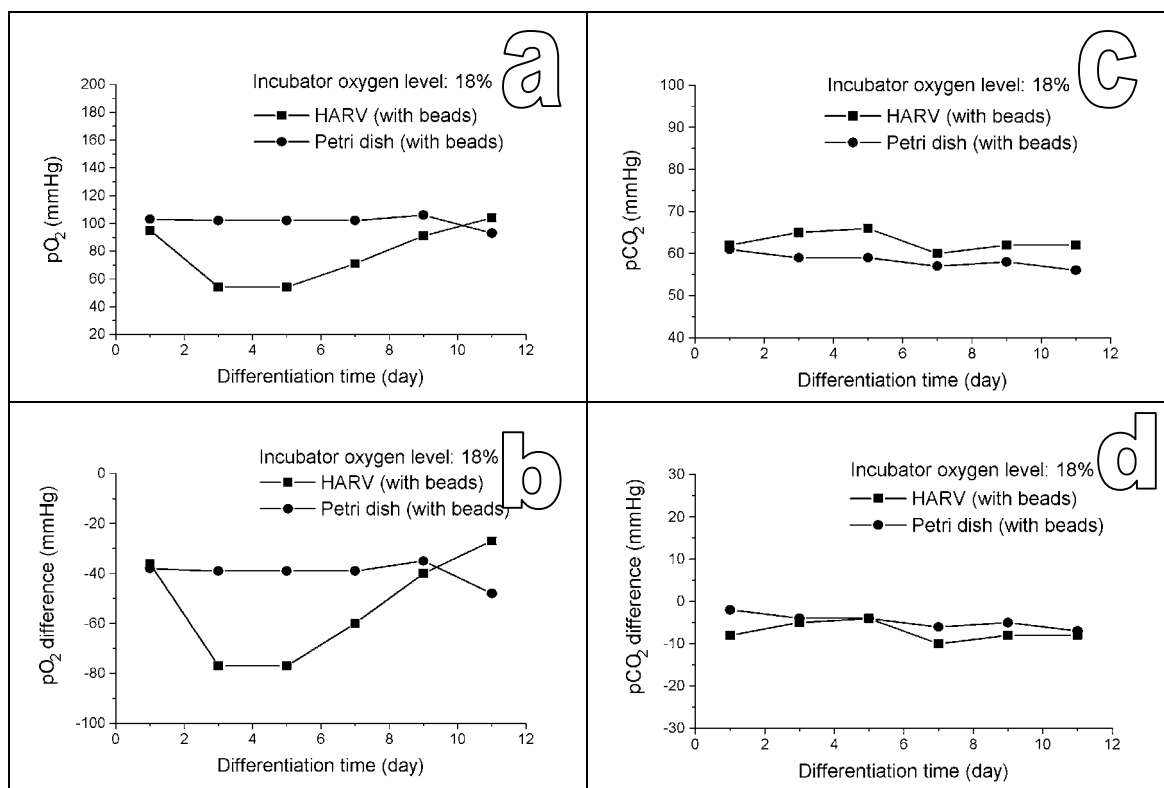 a
Incubator oxygen level: 18%
HARV (with beads)
Petri dish (with beads)
200
180
160
140
120
100
80
60
40
20
pO2 (mmHg)
0 2 4 6 8 10 12
Differentiation time (day)
c
Incubator oxygen level: 18%
HARV (with beads)
Petri dish (with beads)
100
90
80
70
60
50
40
pCO2 (mmHg)
0 2 4 6 8 10 12
Differentiation time (day)
b
Incubator oxygen level: 18%
HARV (with beads)
Petri dish (with beads)
0
-20
-40
-60
-80
-100
pO2 difference (mmHg)
0 2 4 6 8 10 12
Differentiation time (day)
d
Incubator oxygen level: 18%
HARV (with beads)
Petri dish (with beads)
30
20
10
0
-10
-20
-30
pCO2 difference (mmHg)
0 2 4 6 8 10 12
Differentiation time (day)